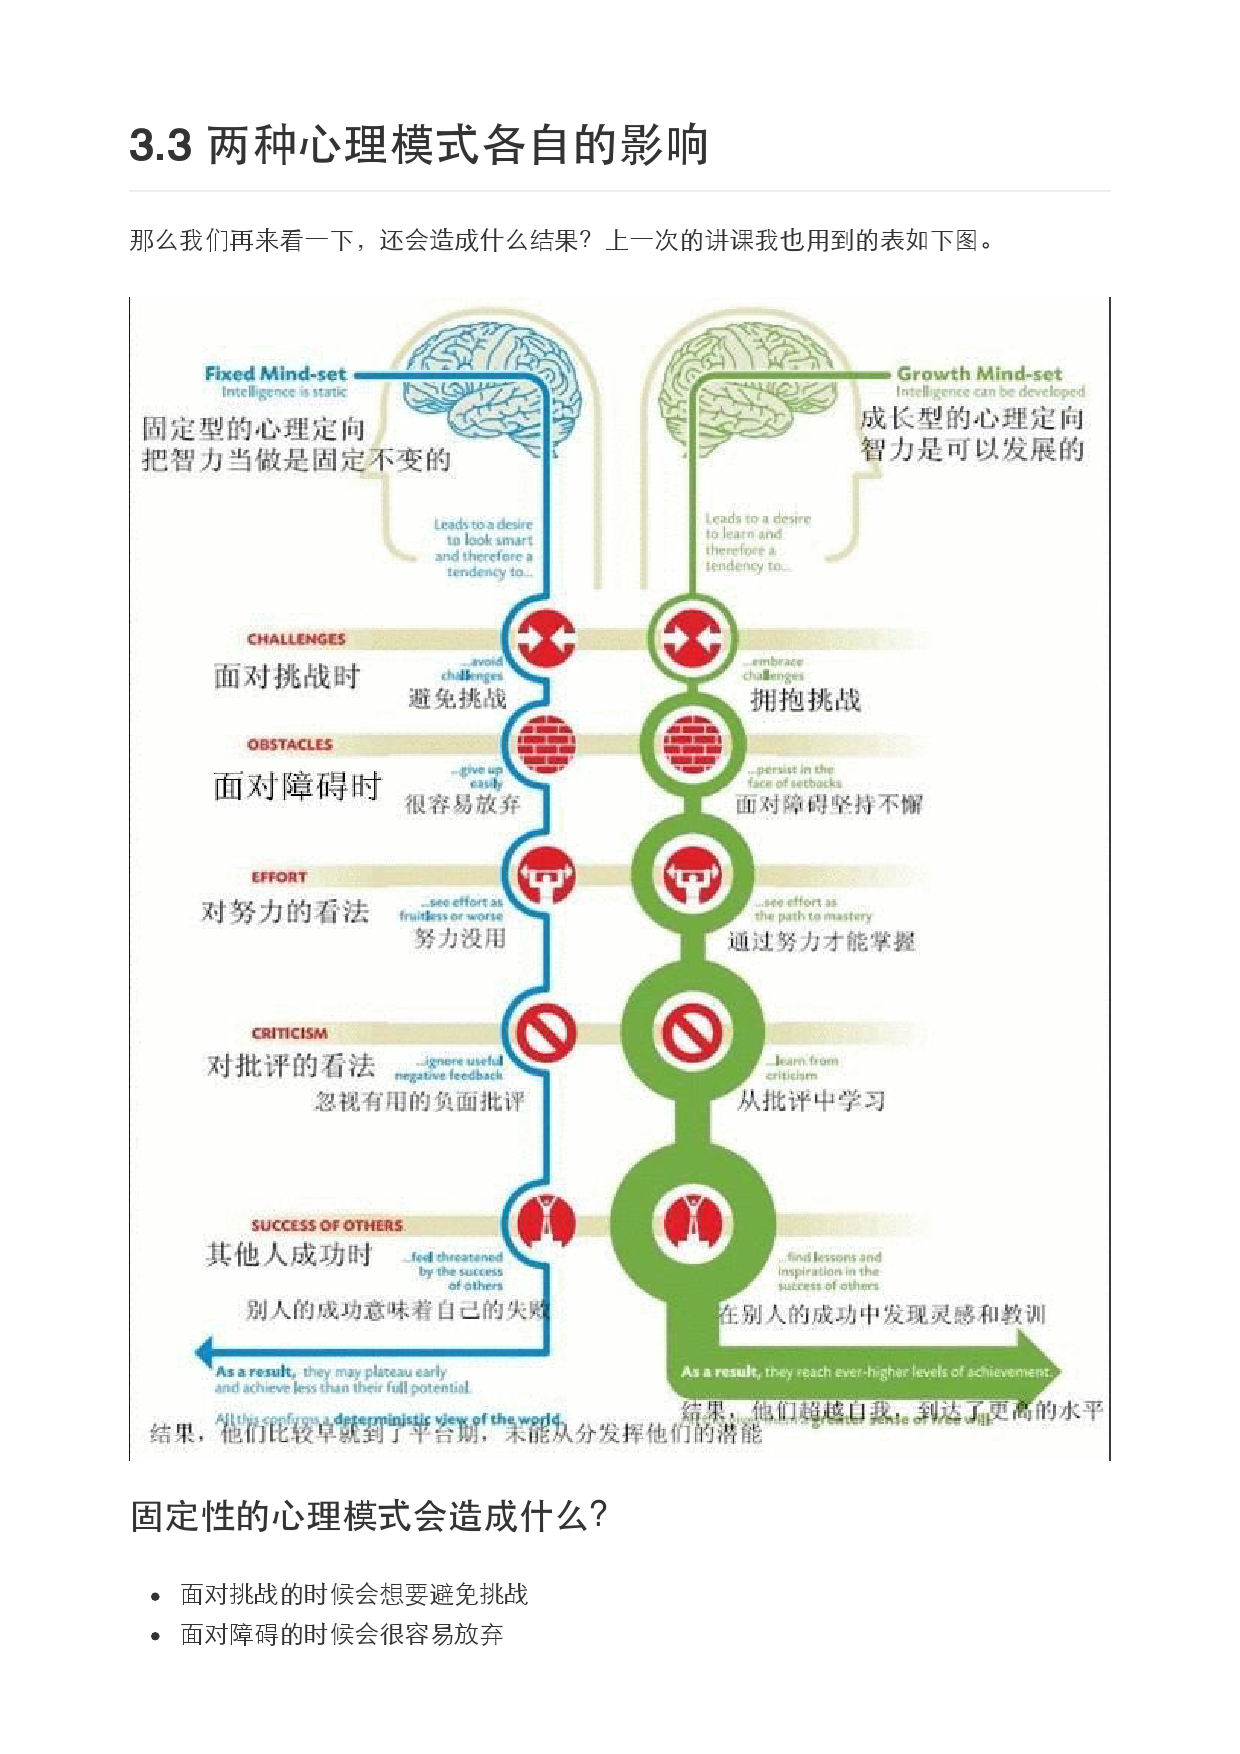 3.3 两种心理模式各自的影响
那么我们再来看一下，还会造成什么结果？上一次的讲课我也用到的表如下图。
Fixed Mind-set
Intelligence is static
固定型的心理定向
把智力当做是固定不变的
Growth Mind-set
Intelligence can be developed
成长型的心理定向
智力是可以发展的
Leads to a desire
to look smart
and therefore a
tendency to...
Leads to a desire
to learn and
therefore a
tendency to...
CHALLENGES
面对挑战时
...avoid
challenges
避免挑战
...embrace
challenges
拥抱挑战
OBSTACLES
面对障碍时
...give up
easily
很容易放弃
...persist in the
face of setbacks
面对障碍坚持不懈
EFFORT
对努力的看法
...see effort as
fruitless or worse
努力没用
...see effort as
the path to mastery
通过努力才能掌握
CRITICISM
对批评的看法
...ignore useful
negative feedback
忽视有用的负面批评
...learn from
criticism
从批评中学习
SUCCESS OF OTHERS
其他人成功时
...feel threatened
by the success
of others
别人的成功意味着自己的失败
...find lessons and
inspiration in the
success of others
在别人的成功中发现灵感和教训
As a result, they may plateau early
and achieve less than their full potential.
All this confirms a deterministic view of the world.
结果，他们比较早就到了平台期，未能从分发挥他们的潜能
As a result, they reach ever-higher levels of achievement.
greater sense of free will
结果，他们超越自我，到达了更高的水平
固定性的心理模式会造成什么？
• 面对挑战的时候会想要避免挑战
• 面对障碍的时候会很容易放弃